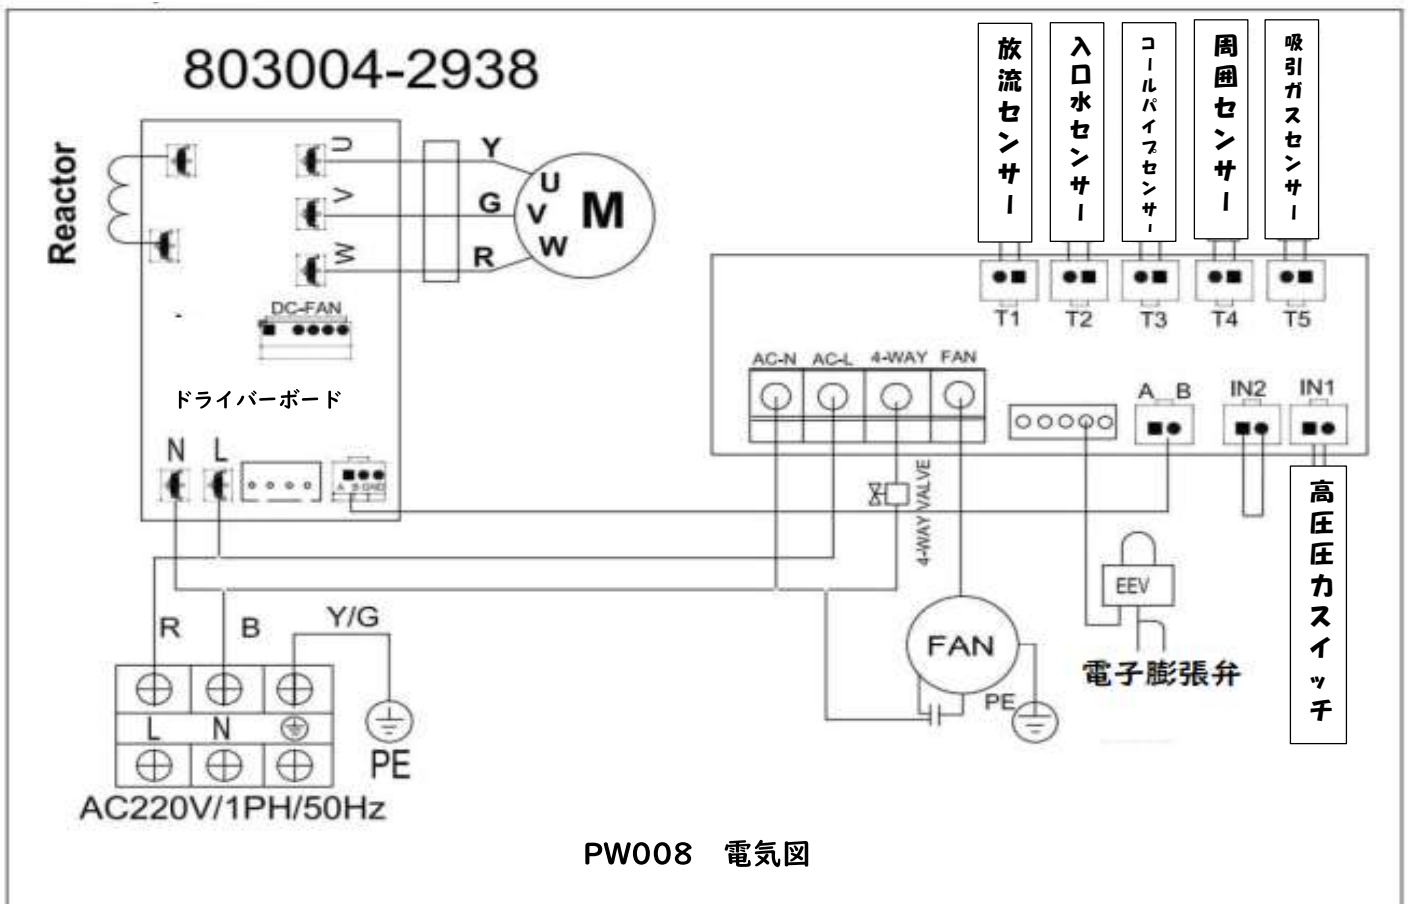 803004-2938
Reactor
U
V
W
Y
G
R
U
V
W
M
DC-FAN
ドライバーボード
N
L
A B GND
放流センサー
入口水センサー
コールパイプセンサー
周囲センサー
吸引ガスセンサー
T1
T2
T3
T4
T5
AC-N
AC-L
4-WAY
FAN
A
B
IN2
IN1
4-WAY VALVE
高圧圧力スイッチ
EEV
電子膨張弁
FAN
PE
R
B
Y/G
L
N
PE
AC220V/1PH/50Hz
PW008 電気図